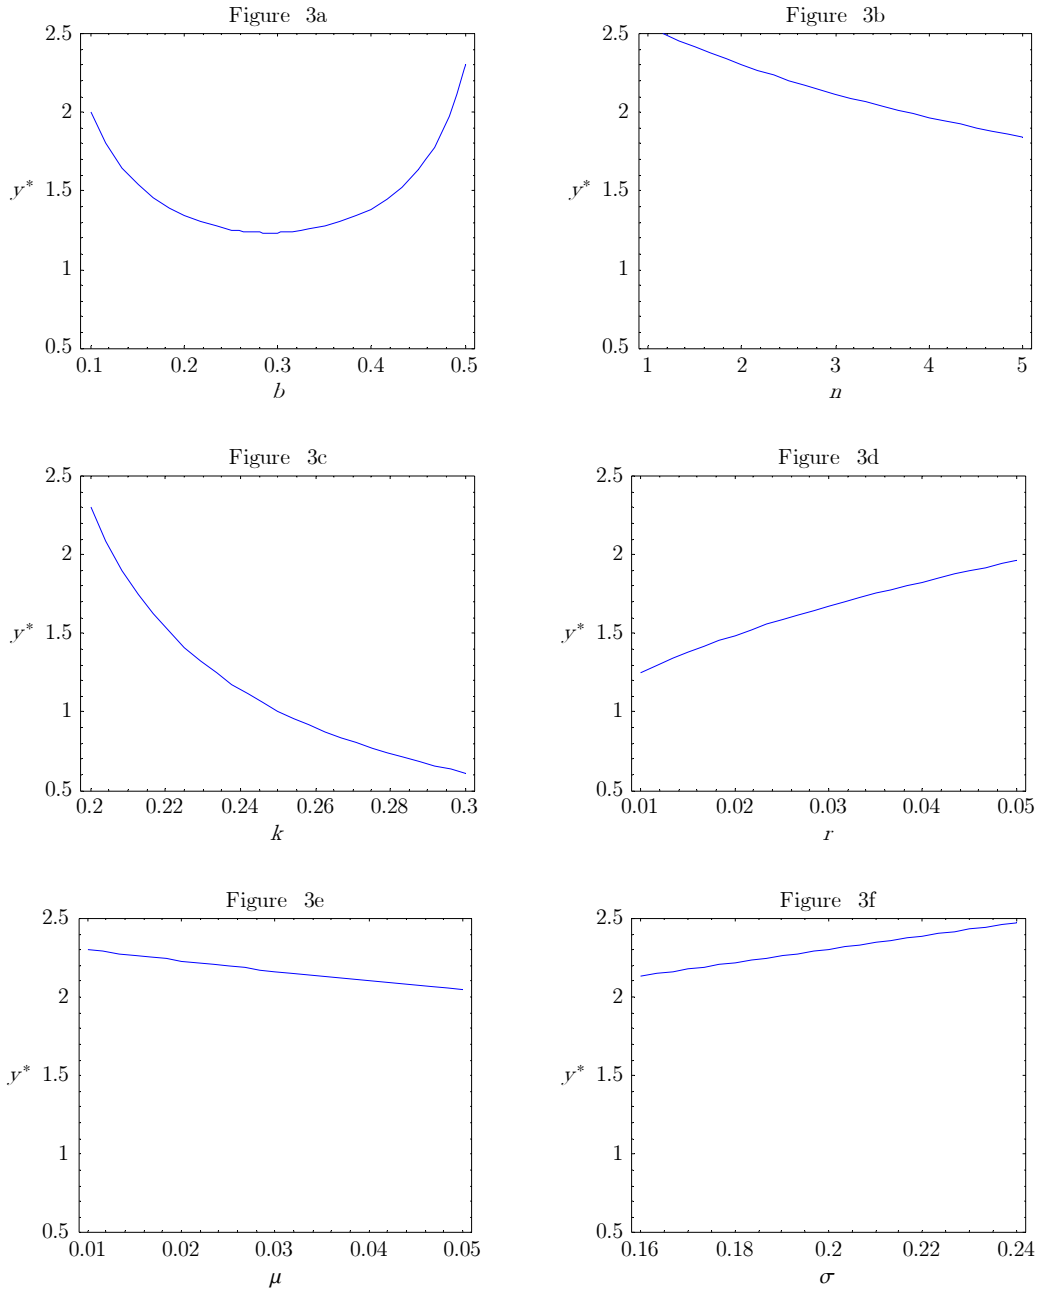 Figure 3a
2.5
2
y* 1.5
1
0.5
0.1 0.2 0.3 0.4 0.5
b
Figure 3b
2.5
2
y* 1.5
1
0.5
1 2 3 4 5
n
Figure 3c
2.5
2
y* 1.5
1
0.5
0.2 0.22 0.24 0.26 0.28 0.3
k
Figure 3d
2.5
2
y* 1.5
1
0.5
0.01 0.02 0.03 0.04 0.05
r
Figure 3e
2.5
2
y* 1.5
1
0.5
0.01 0.02 0.03 0.04 0.05
μ
Figure 3f
2.5
2
y* 1.5
1
0.5
0.16 0.18 0.2 0.22 0.24
σ